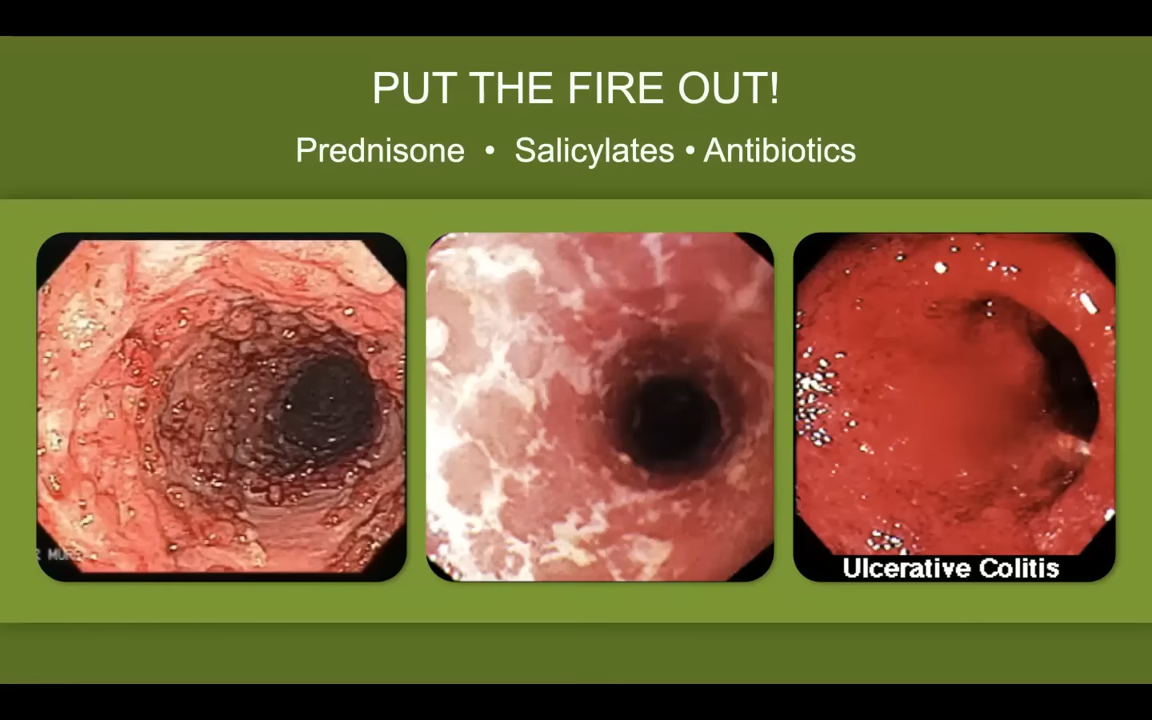 PUT THE FIRE OUT!
Prednisone • Salicylates • Antibiotics
Ulcerative Colitis